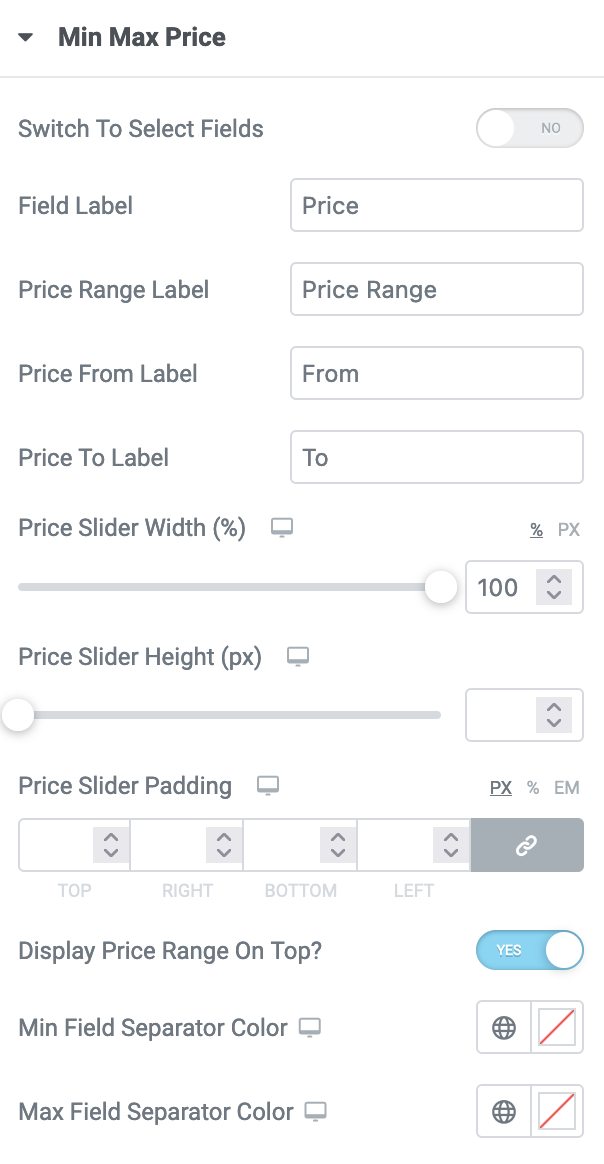 Min Max Price
Switch To Select Fields NO
Field Label Price
Price Range Label Price Range
Price From Label From
Price To Label To
Price Slider Width (%) % PX
100
Price Slider Height (px)
Price Slider Padding PX % EM
TOP RIGHT BOTTOM LEFT
Display Price Range On Top? YES
Min Field Separator Color
Max Field Separator Color